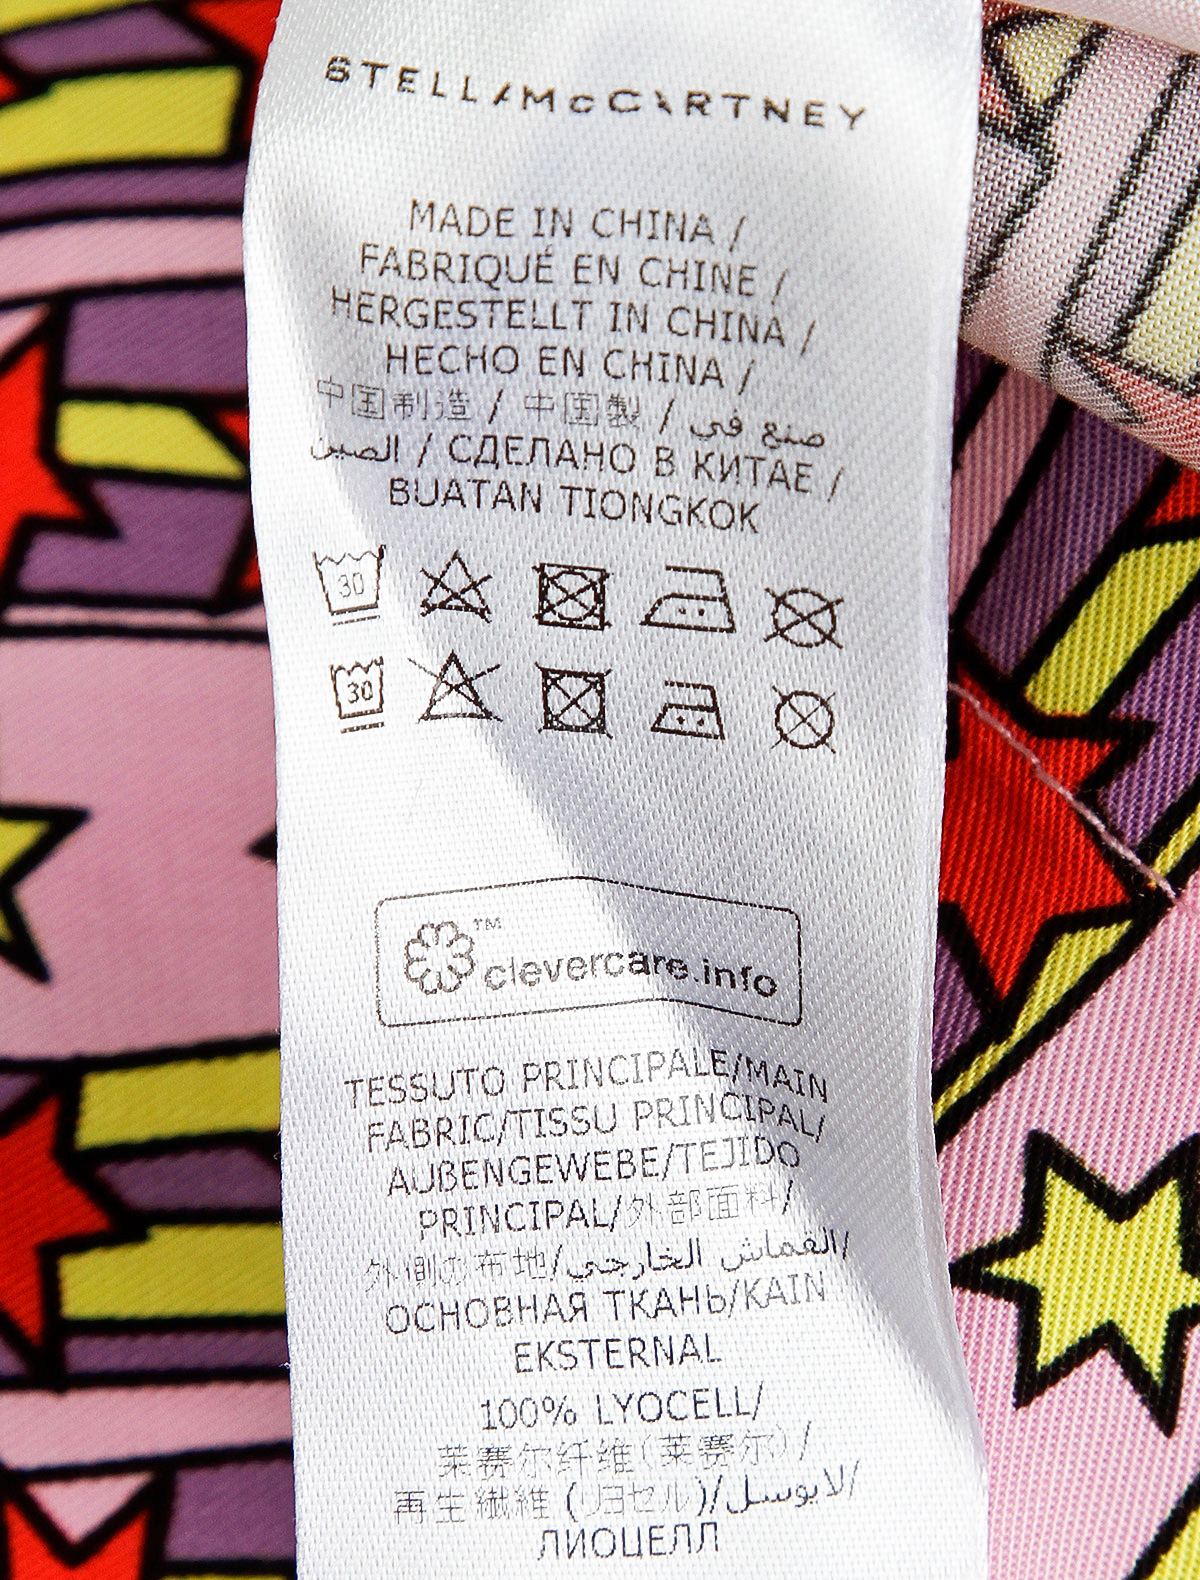 STELLA McCARTNEY
MADE IN CHINA /
FABRIQUÉ EN CHINE /
HERGESTELLT IN CHINA /
HECHO EN CHINA /
中国制造 / 中国製 / صنع في
الصين / СДЕЛАНО В КИТАЕ /
BUATAN TIONGKOK
30
30
™
clevercare.info
TESSUTO PRINCIPALE/MAIN
FABRIC/TISSU PRINCIPAL/
AUßENGEWEBE/TEJIDO
PRINCIPAL/外部面料/
外側の布地/القماش الخارجي/
ОСНОВНАЯ ТКАНЬ/KAIN
EKSTERNAL
100% LYOCELL/
莱赛尔纤维(莱赛尔)/
再生繊維 (リヨセル)/لايوسل/
ЛИОЦЕЛЛ